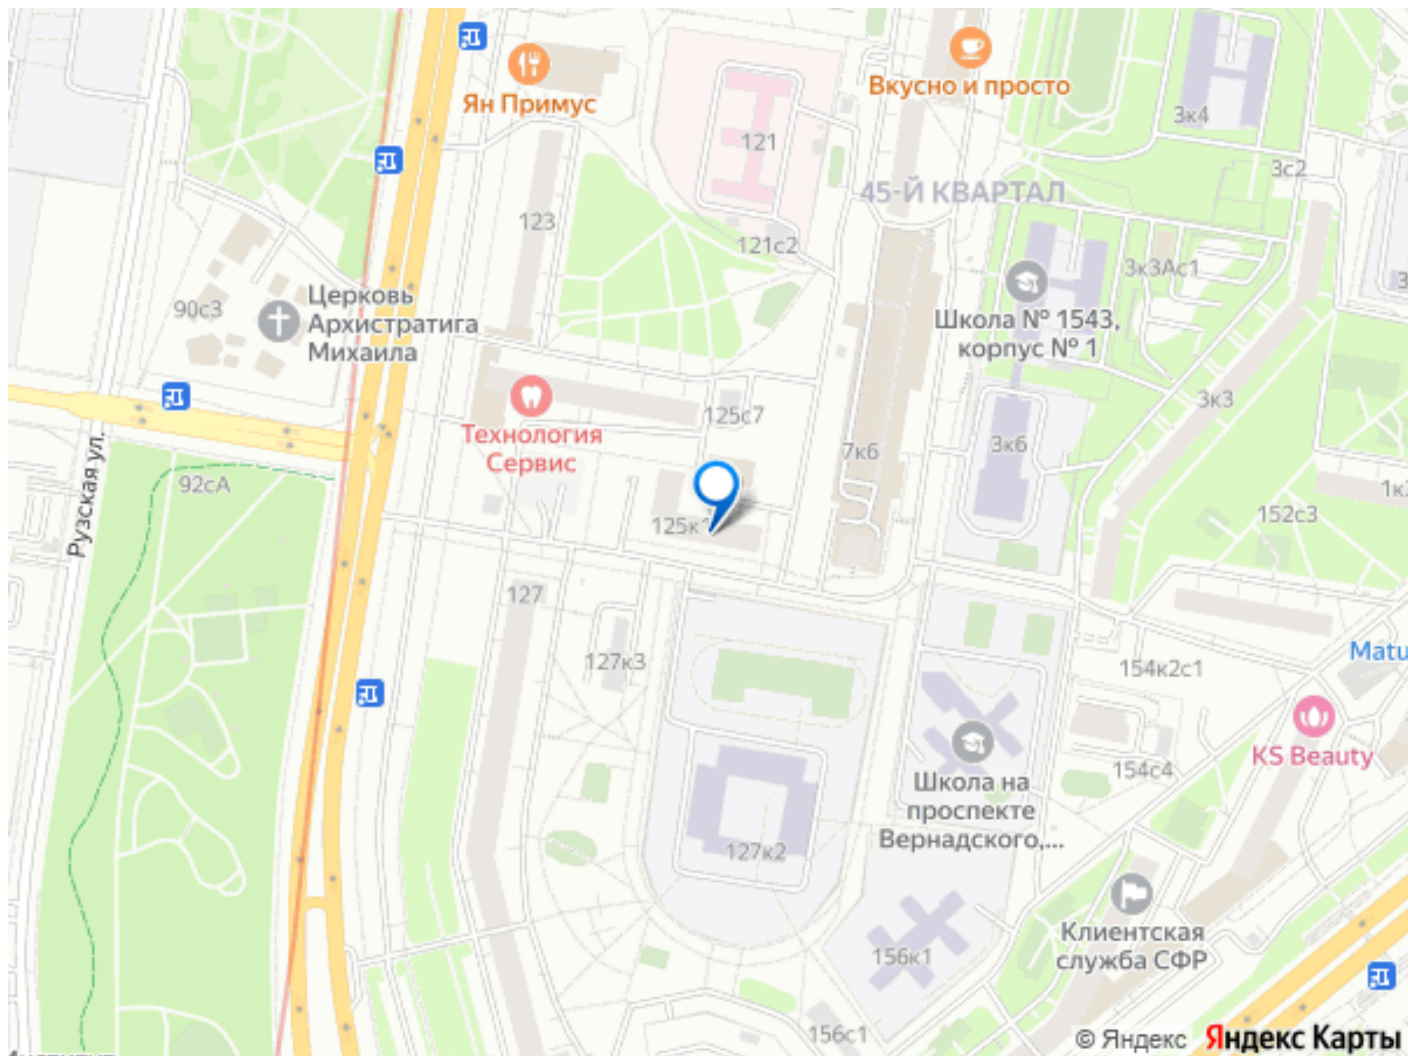 Ян Примус
Вкусно и просто
3к4
121
3с2
45-Й КВАРТАЛ
123
121с2
3к3Ас1
90с3
Церковь
Архистратига
Михаила
Школа № 1543,
корпус № 1
125с7
3к3
Технология
Сервис
7к6
3к6
92сА
Рузская ул.
152с3
125к
127
127к3
Matu
154к2с1
KS Beauty
154с4
Школа на
проспекте
Вернадского,...
127к2
Клиентская
служба СФР
156к1
156с1
© Яндекс Яндекс Карты